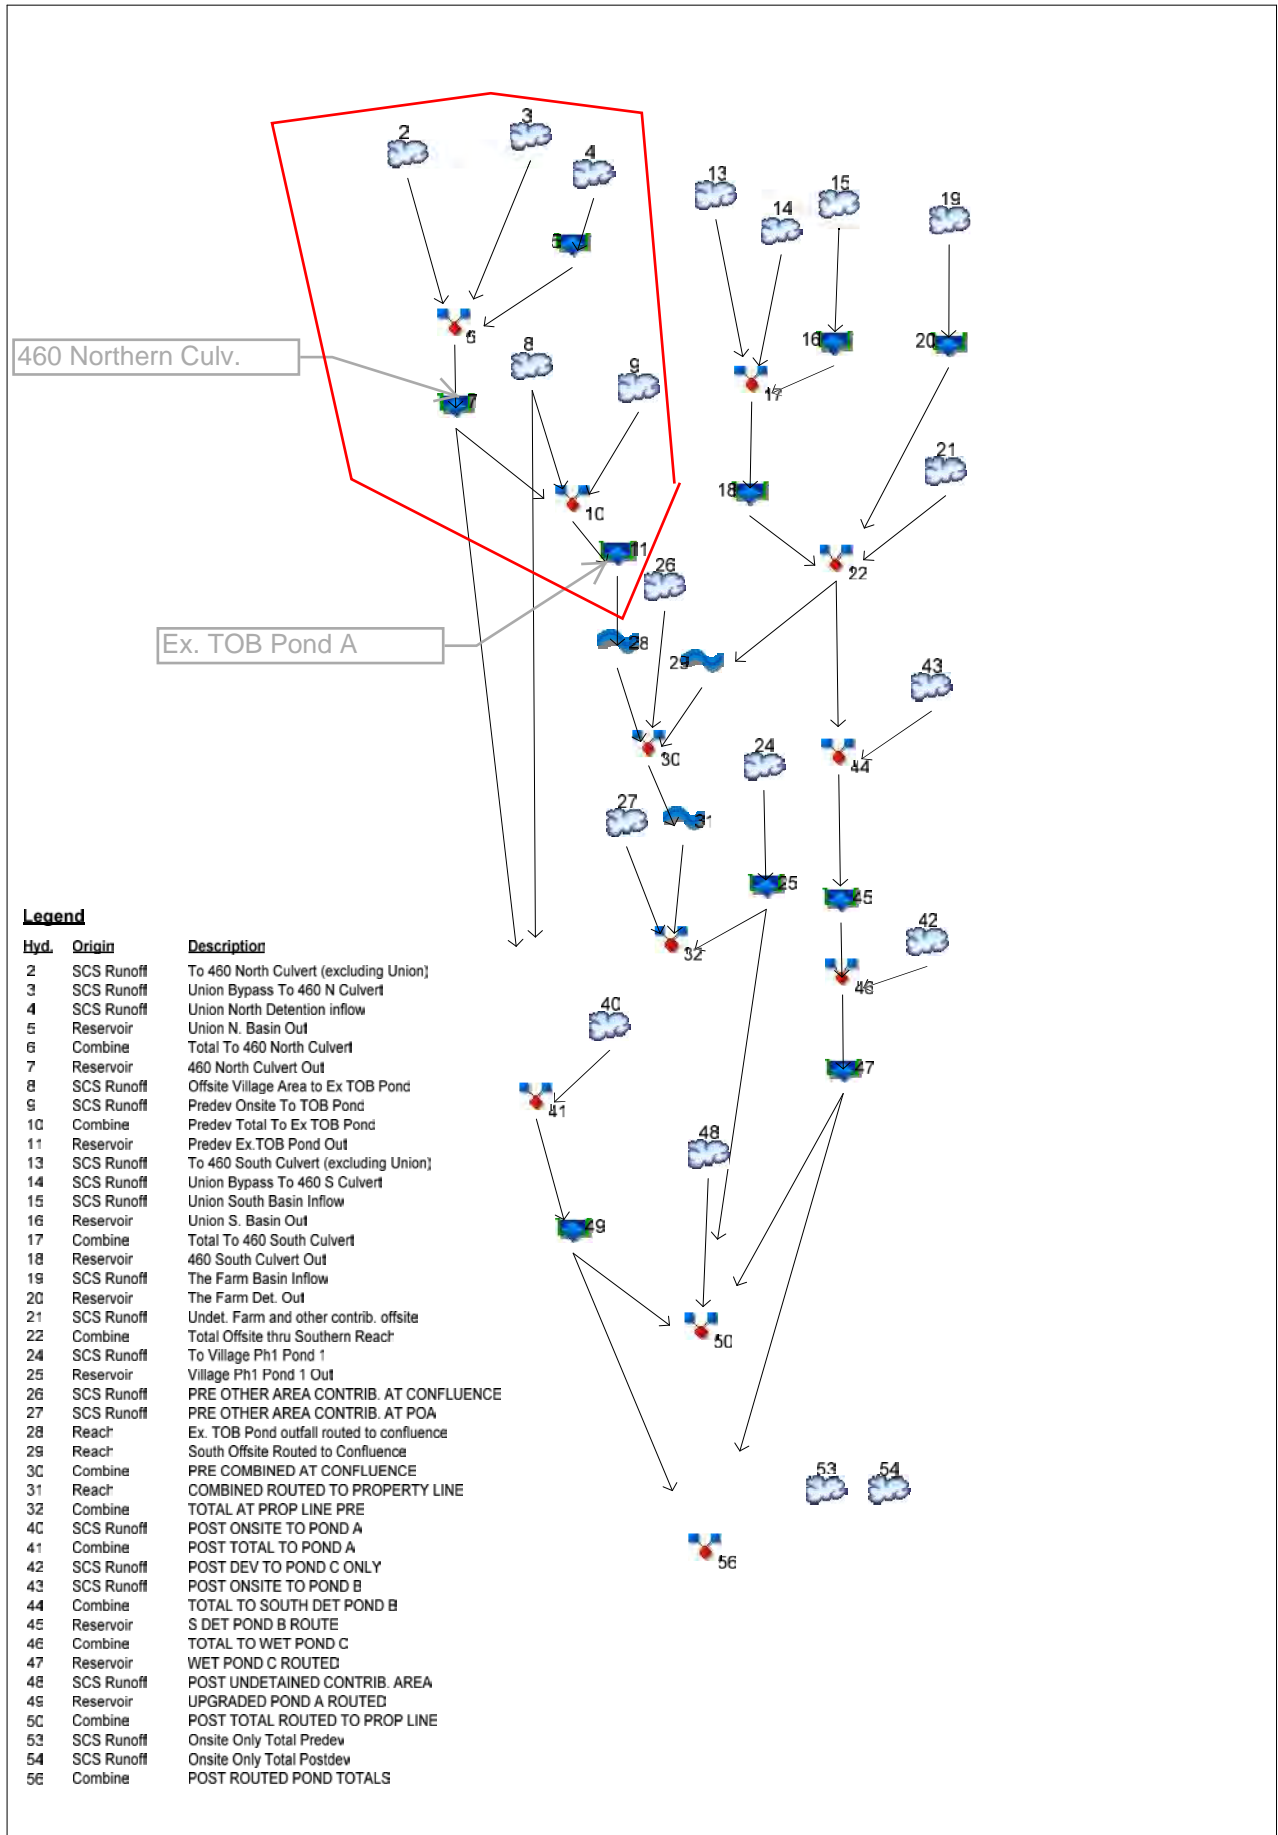 2
3
4
5
6
460 Northern Culv.
7
8
9
10
11
Ex. TOB Pond A
13
14
15
19
16
20
17
18
21
22
26
28
29
43
30
24
44
27
31
25
45
32
42
46
40
41
47
48
49
50
53
54
56
Legend
Hyd. Origin Description
2 SCS Runoff To 460 North Culvert (excluding Union)
3 SCS Runoff Union Bypass To 460 N Culvert
4 SCS Runoff Union North Detention inflow
5 Reservoir Union N. Basin Out
6 Combine Total To 460 North Culvert
7 Reservoir 460 North Culvert Out
8 SCS Runoff Offsite Village Area to Ex TOB Pond
9 SCS Runoff Predev Onsite To TOB Pond
10 Combine Predev Total To Ex TOB Pond
11 Reservoir Predev Ex.TOB Pond Out
13 SCS Runoff To 460 South Culvert (excluding Union)
14 SCS Runoff Union Bypass To 460 S Culvert
15 SCS Runoff Union South Basin Inflow
16 Reservoir Union S. Basin Out
17 Combine Total To 460 South Culvert
18 Reservoir 460 South Culvert Out
19 SCS Runoff The Farm Basin Inflow
20 Reservoir The Farm Det. Out
21 SCS Runoff Undet. Farm and other contrib. offsite
22 Combine Total Offsite thru Southern Reach
24 SCS Runoff To Village Ph1 Pond 1
25 Reservoir Village Ph1 Pond 1 Out
26 SCS Runoff PRE OTHER AREA CONTRIB. AT CONFLUENCE
27 SCS Runoff PRE OTHER AREA CONTRIB. AT POA
28 Reach Ex. TOB Pond outfall routed to confluence
29 Reach South Offsite Routed to Confluence
30 Combine PRE COMBINED AT CONFLUENCE
31 Reach COMBINED ROUTED TO PROPERTY LINE
32 Combine TOTAL AT PROP LINE PRE
40 SCS Runoff POST ONSITE TO POND A
41 Combine POST TOTAL TO POND A
42 SCS Runoff POST DEV TO POND C ONLY
43 SCS Runoff POST ONSITE TO POND B
44 Combine TOTAL TO SOUTH DET POND B
45 Reservoir S DET POND B ROUTE
46 Combine TOTAL TO WET POND C
47 Reservoir WET POND C ROUTED
48 SCS Runoff POST UNDETAINED CONTRIB. AREA
49 Reservoir UPGRADED POND A ROUTED
50 Combine POST TOTAL ROUTED TO PROP LINE
53 SCS Runoff Onsite Only Total Predev
54 SCS Runoff Onsite Only Total Postdev
56 Combine POST ROUTED POND TOTALS